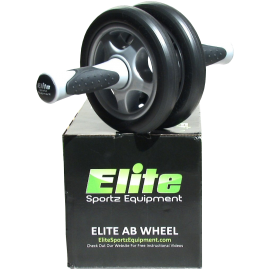 Elite
Sportz Equipment
ELITE AB WHEEL
EliteSportzEquipment.com
Check Out Our Website For Free Instructional Videos